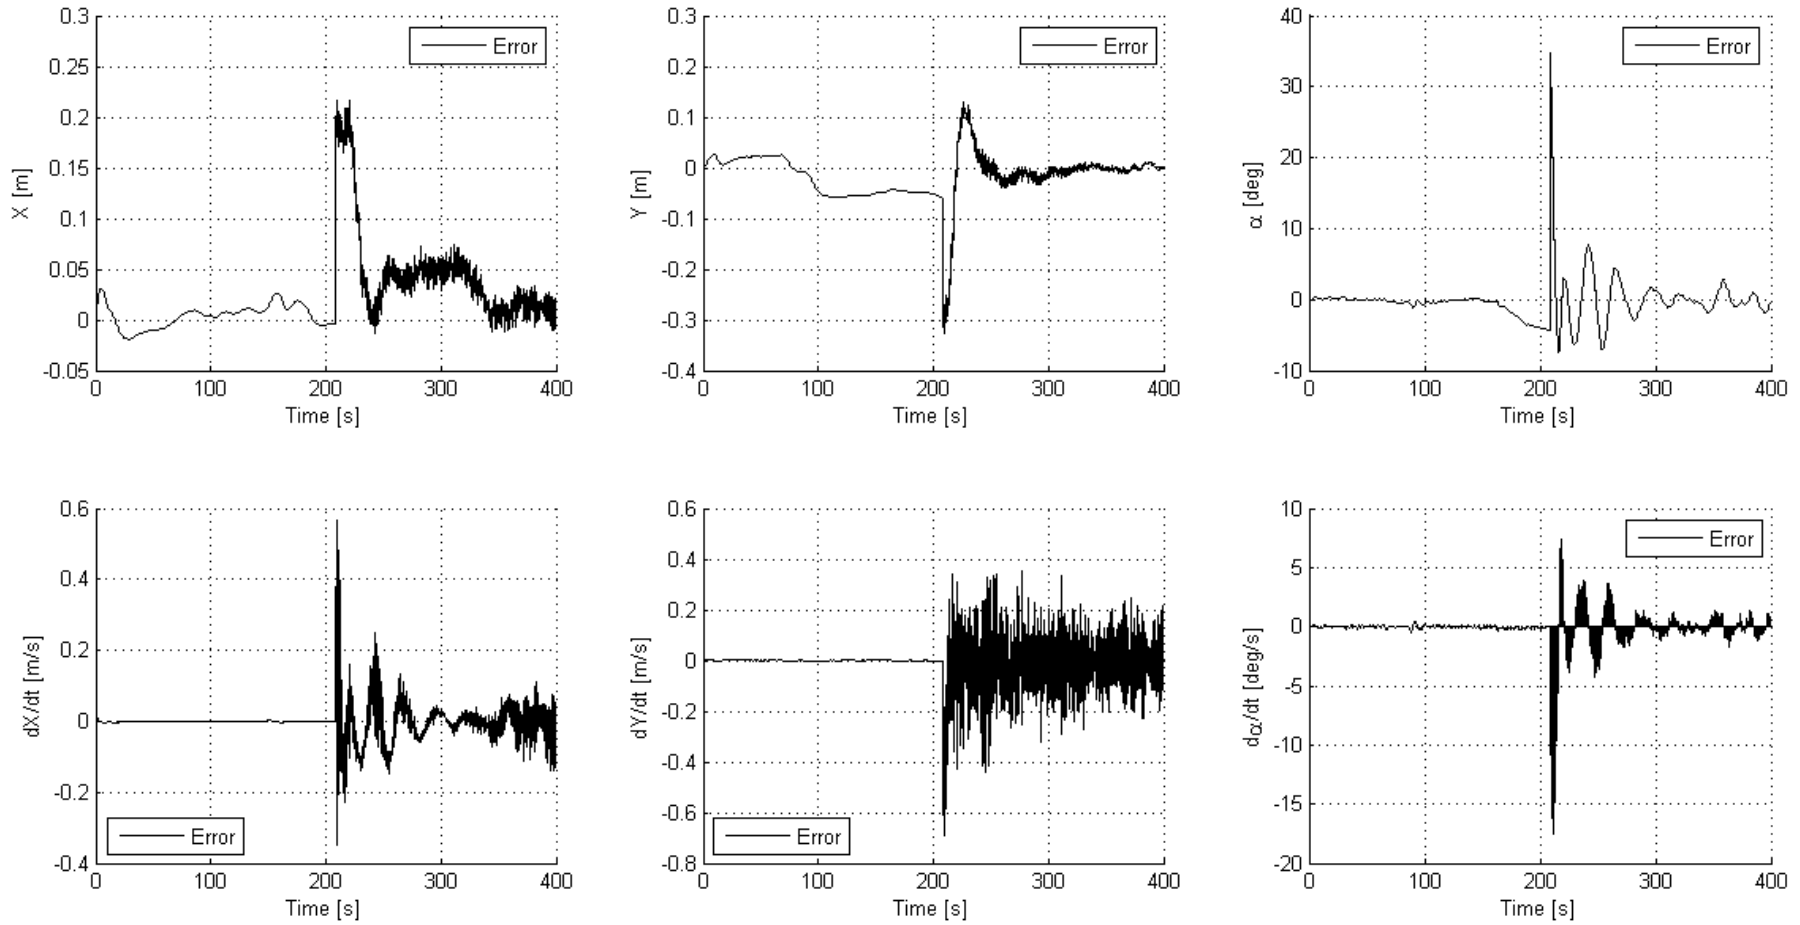 0.3
0.25
0.2
0.15
0.1
0.05
0
-0.05
X [m]
Error
0 100 200 300 400
Time [s]
0.3
0.2
0.1
0
-0.1
-0.2
-0.3
-0.4
Y [m]
Error
0 100 200 300 400
Time [s]
40
30
20
10
0
-10
α [deg]
Error
0 100 200 300 400
Time [s]
0.6
0.4
0.2
0
-0.2
-0.4
dX/dt [m/s]
Error
0 100 200 300 400
Time [s]
0.6
0.4
0.2
0
-0.2
-0.4
-0.6
-0.8
dY/dt [m/s]
Error
0 100 200 300 400
Time [s]
10
5
0
-5
-10
-15
-20
dα/dt [deg/s]
Error
0 100 200 300 400
Time [s]